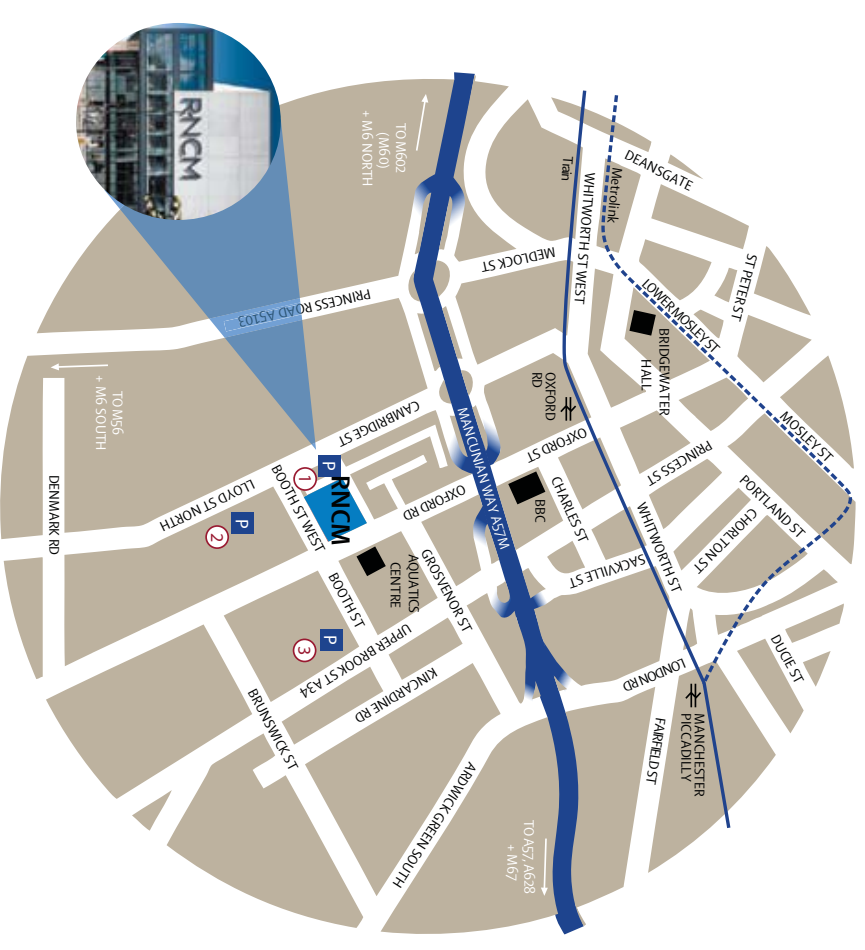 RNCM
TO M602
(M60)
+ M6 NORTH
DEANSGATE
Train
Metrolink
WHITWORTH ST WEST
MEDLOCK ST
ST PETER ST
LOWER MOSLEY ST
PRINCESS ROAD A5103
BRIDGEWATER
HALL
TO M56
+ M6 SOUTH
OXFORD
RD
CAMBRIDGE ST
MOSLEY ST
MANCUNIAN WAY A57M
OXFORD ST
PRINCESS ST
P
1
RNCM
BOOTH ST WEST
LLOYD ST NORTH
DENMARK RD
P
2
OXFORD RD
BBC
CHARLES ST
PORTLAND ST
CHORLTON ST
WHITWORTH ST
SACKVILLE ST
AQUATICS
CENTRE
GROSVENOR ST
BOOTH ST
P
3
UPPER BROOK ST A34
KINCARDINE RD
BRUNSWICK ST
LONDON RD
DUCIE ST
MANCHESTER
PICCADILLY
FAIRFIELD ST
ARDWICK GREEN SOUTH
TO A57, A628
+ M67